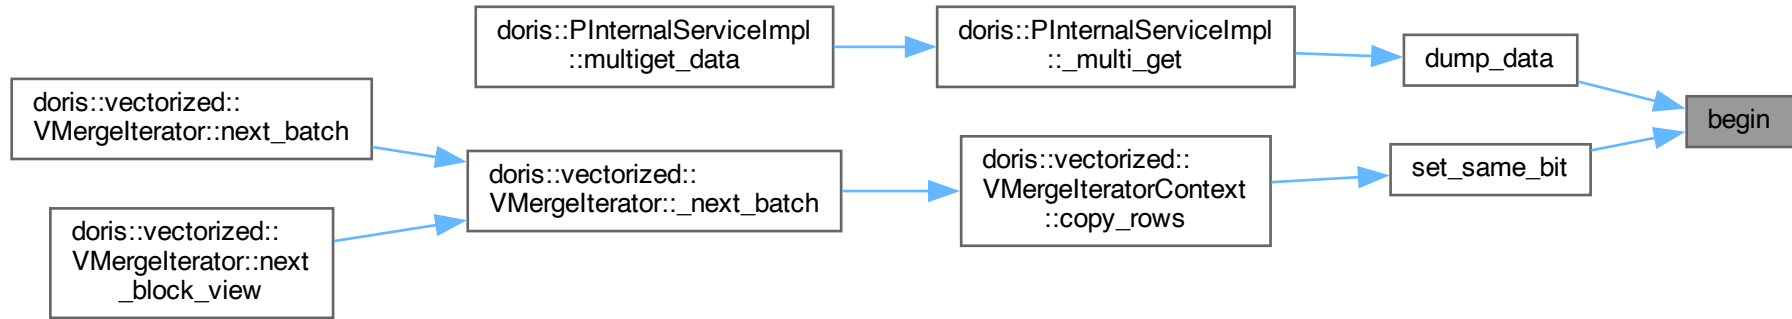 doris::PInternalServiceImpl
::multiget_data
doris::PInternalServiceImpl
::_multi_get
dump_data
begin
doris::vectorized::
VMergeIterator::next_batch
doris::vectorized::
VMergeIterator::_next_batch
doris::vectorized::
VMergeIteratorContext
::copy_rows
set_same_bit
doris::vectorized::
VMergeIterator::next
_block_view